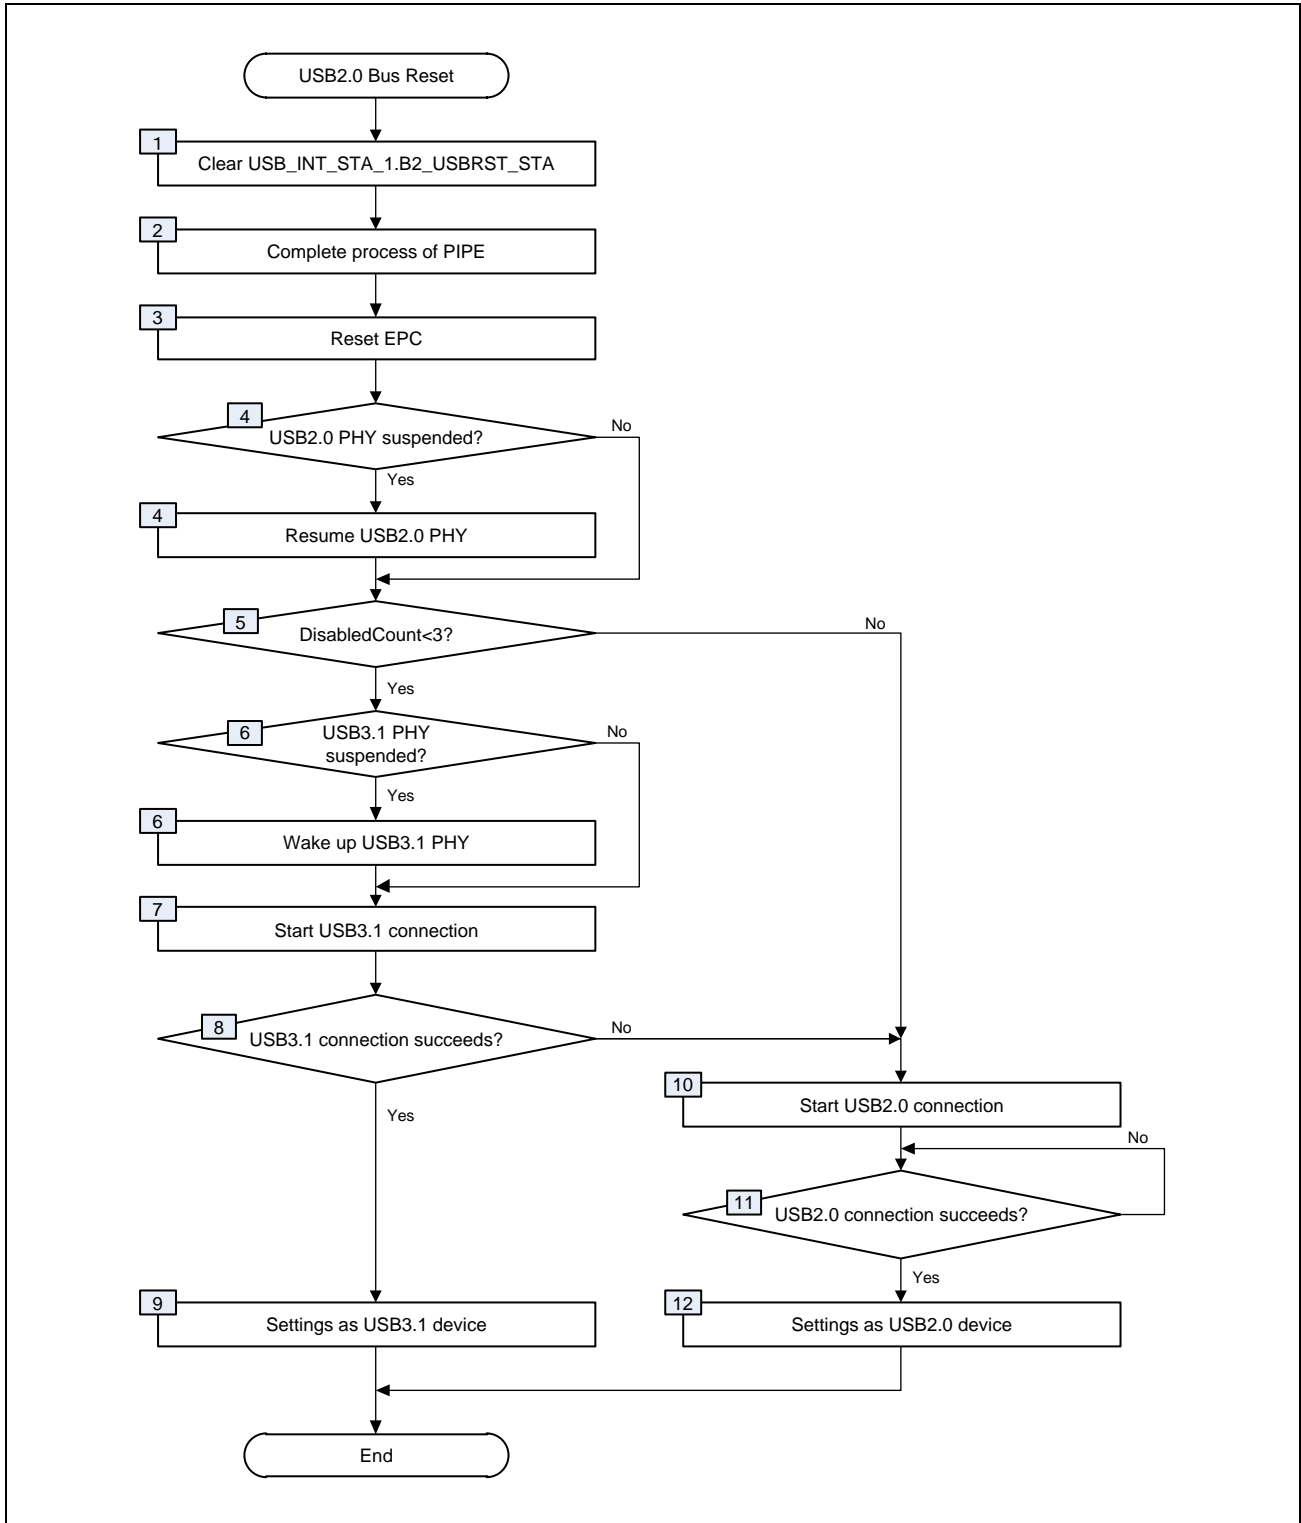 USB2.0 Bus Reset
1
Clear USB_INT_STA_1.B2_USBRST_STA
2
Complete process of PIPE
3
Reset EPC
4
USB2.0 PHY suspended?
No
Yes
4
Resume USB2.0 PHY
5
DisabledCount<3?
No
Yes
6
USB3.1 PHY
suspended?
No
Yes
6
Wake up USB3.1 PHY
7
Start USB3.1 connection
8
USB3.1 connection succeeds?
No
Yes
10
Start USB2.0 connection
No
11
USB2.0 connection succeeds?
Yes
9
Settings as USB3.1 device
12
Settings as USB2.0 device
End